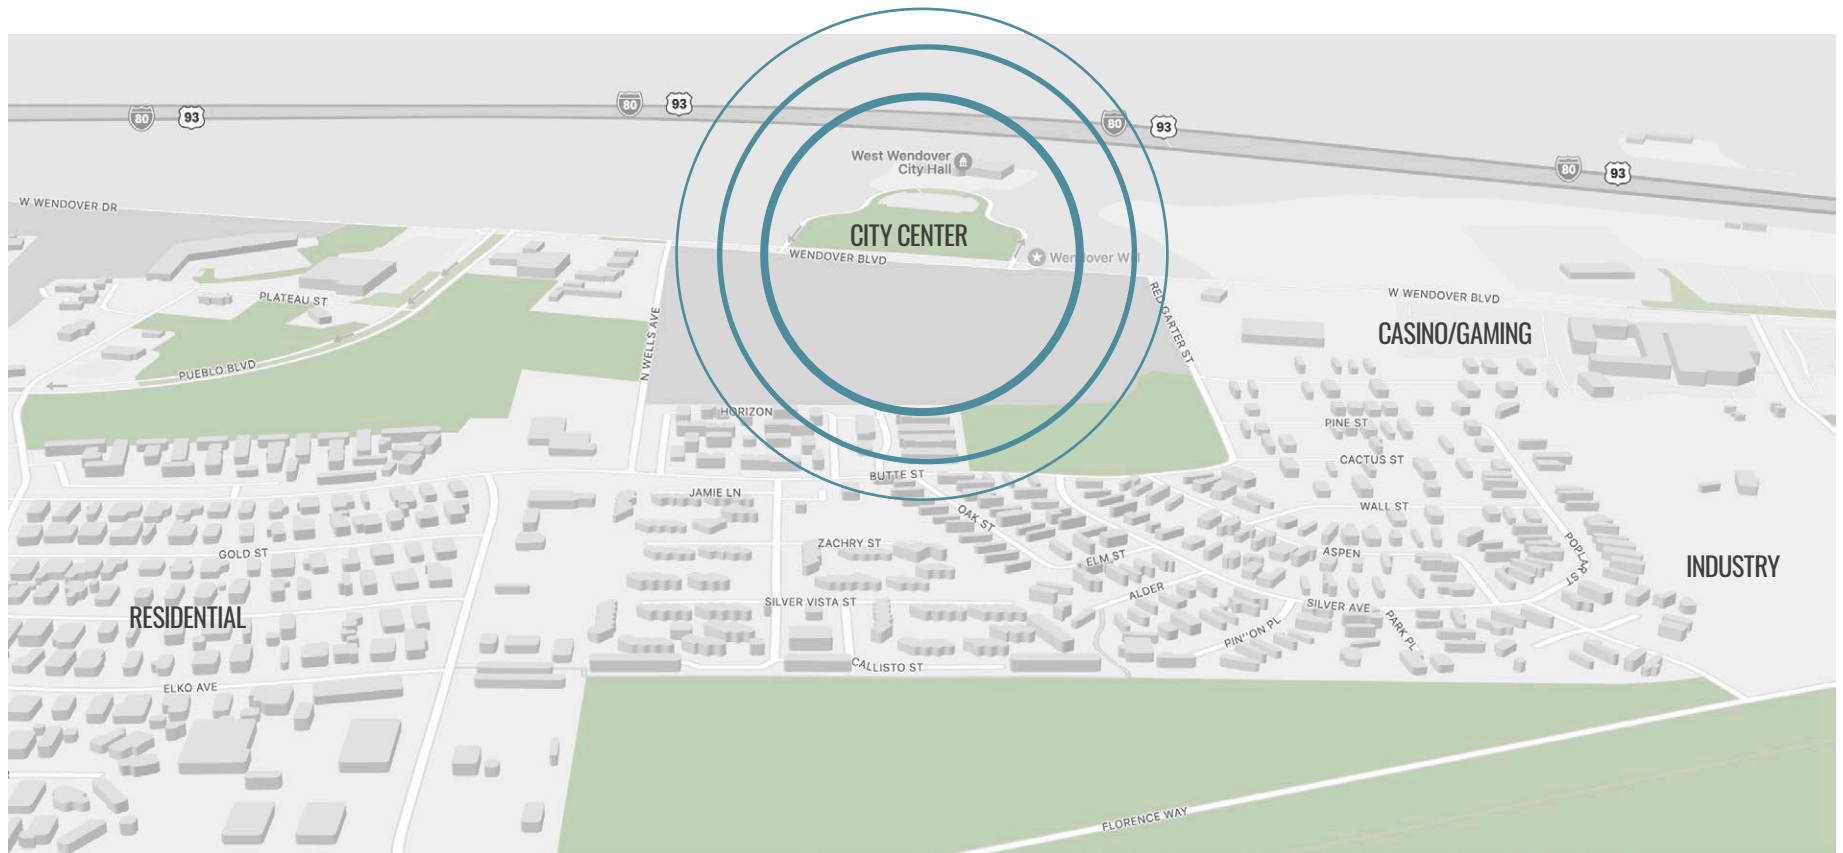 80
93
80
93
80
93
80
93
West Wendover
City Hall
W WENDOVER DR
CITY CENTER
WENDOVER BLVD
Wendover Will
PLATEAU ST
RED GARTER ST
W WENDOVER BLVD
CASINO/GAMING
N WELLS AVE
PUEBLO BLVD
HORIZON
PINE ST
CACTUS ST
BUTTE ST
JAMIE LN
WALL ST
OAK ST
ZACHRY ST
GOLD ST
ELM ST
ASPEN
POPLAR ST
INDUSTRY
ALDER
SILVER VISTA ST
SILVER AVE
RESIDENTIAL
PARK PL
PIN"ON PL
CALLISTO ST
ELKO AVE
FLORENCE WAY